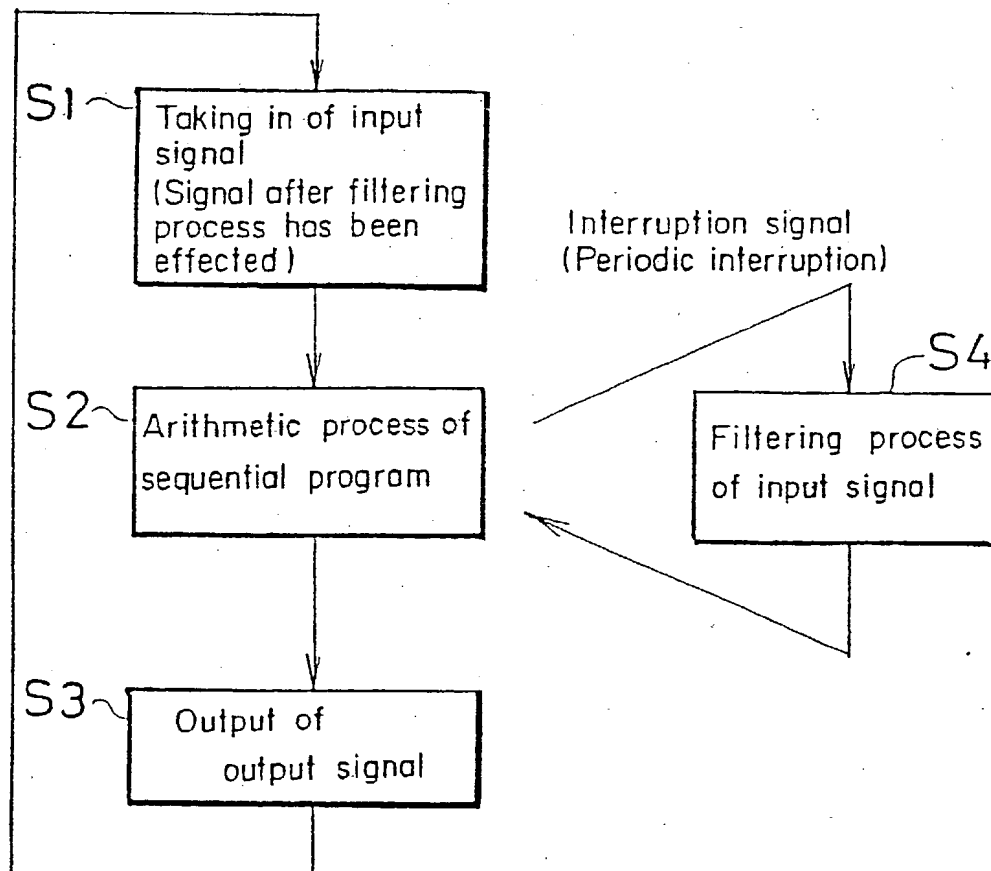 S1
Taking in of input
signal
(Signal after filtering
process has been
effected)
Interruption signal
(Periodic interruption)
S2
Arithmetic process of
sequential program
S4
Filtering process
of input signal
S3
Output of
output signal